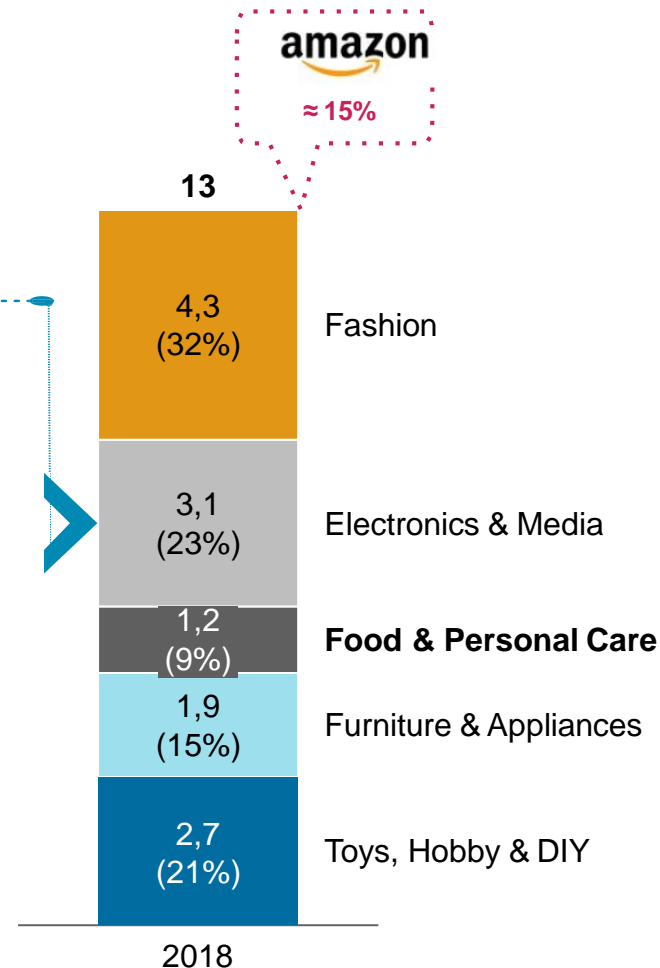 amazon
≈ 15%
13
4,3
(32%)
Fashion
3,1
(23%)
Electronics & Media
1,2
(9%)
Food & Personal Care
1,9
(15%)
Furniture & Appliances
2,7
(21%)
Toys, Hobby & DIY
2018